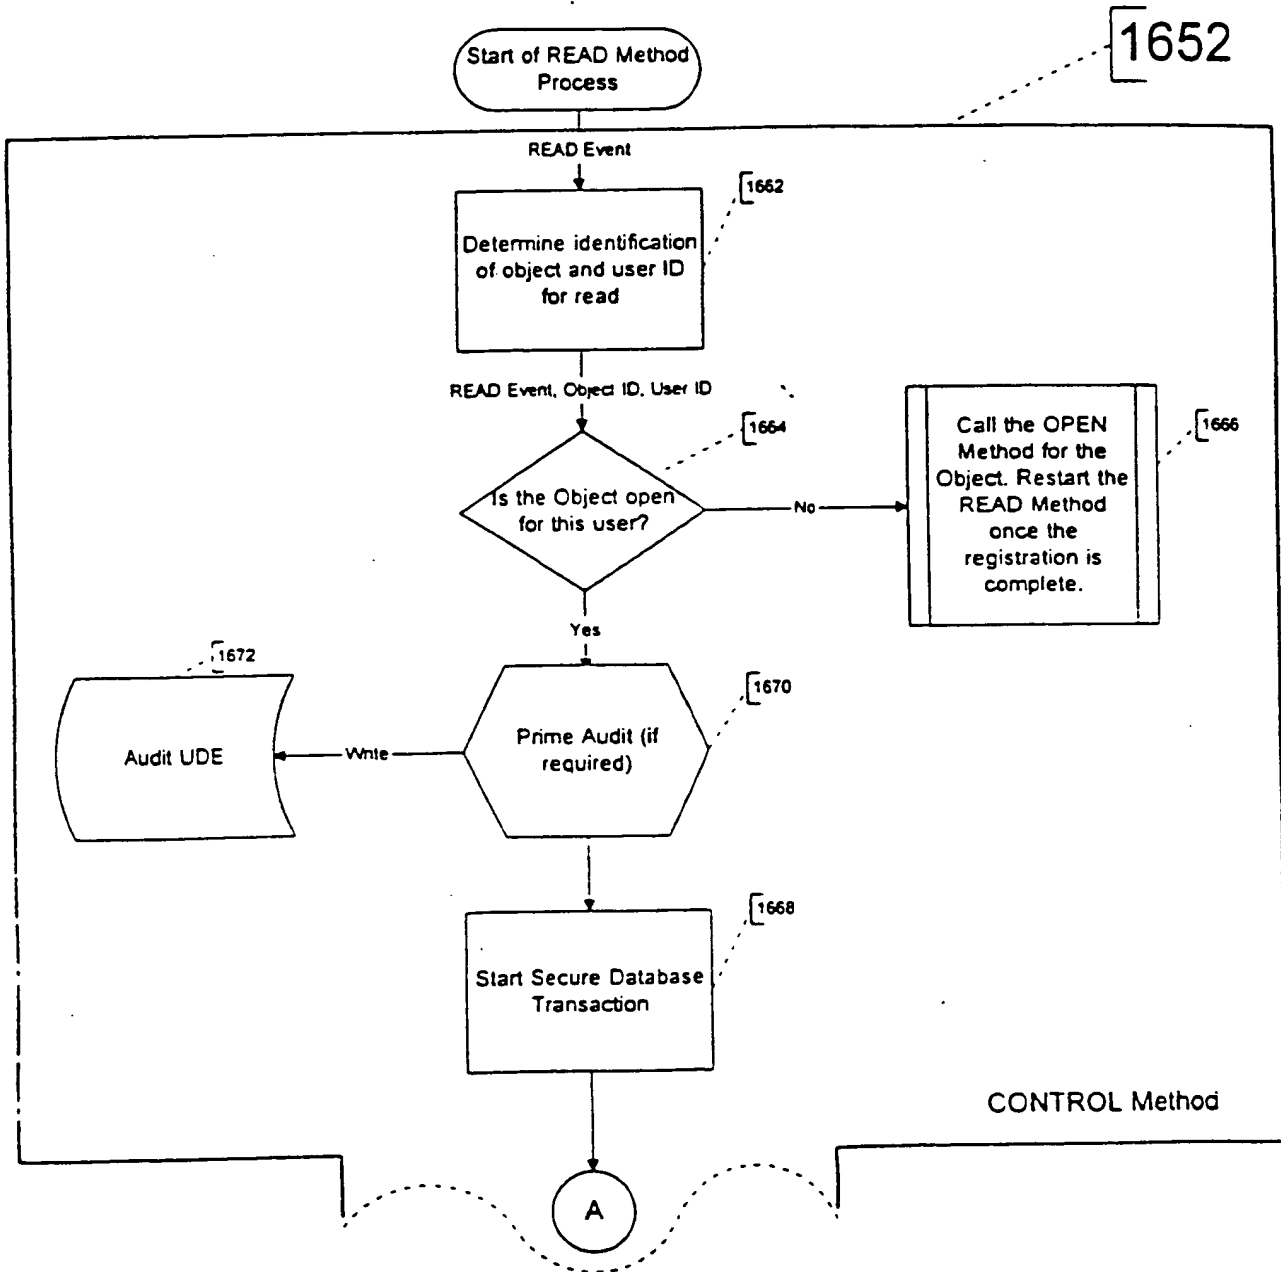 1652
Start of READ Method
Process
READ Event
1662
Determine identification
of object and user ID
for read
READ Event, Object ID, User ID
1664
Is the Object open
for this user?
No
Call the OPEN
Method for the
Object. Restart the
READ Method
once the
registration is
complete.
1666
Yes
1672
Audit UDE
Write
Prime Audit (if
required)
1670
1668
Start Secure Database
Transaction
CONTROL Method
A